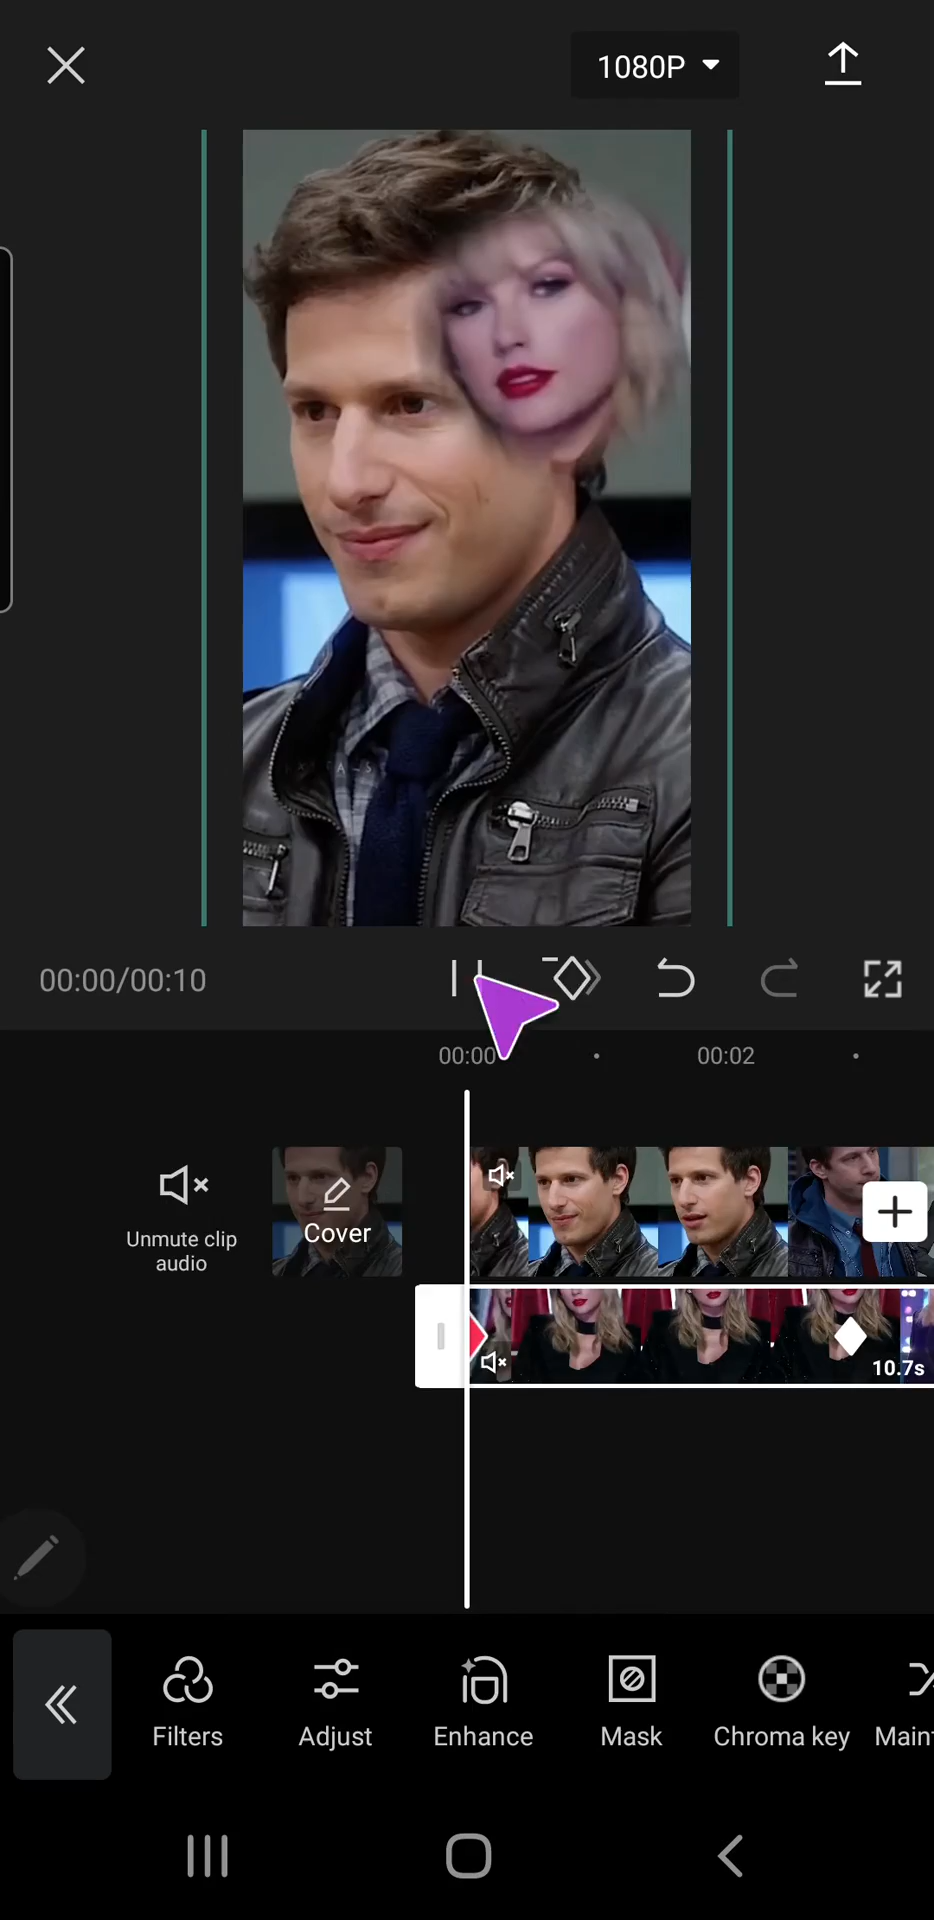 1080P
00:00/00:10
00:00
00:02
Unmute clip
audio
Cover
10.7s
Filters
Adjust
Enhance
Mask
Chroma key
Main